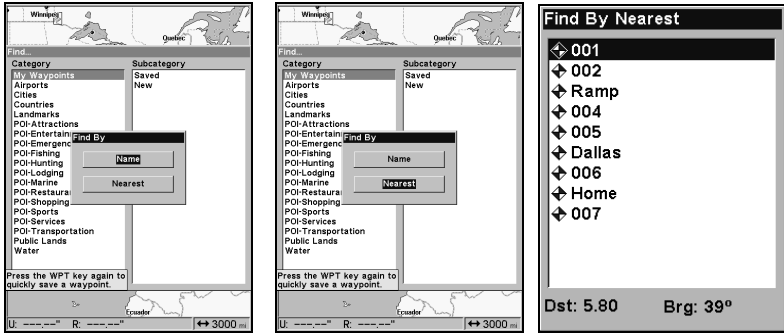 Winnipeg
Quebec
Find...
Category Subcategory
My Waypoints Saved
Airports New
Cities
Countries
Landmarks
POI-Attractions
POI-Entertain
POI-Emergenc
POI-Fishing
POI-Hunting
POI-Lodging
POI-Marine
POI-Restaura
POI-Shopping
POI-Sports
POI-Services
POI-Transportation
Public Lands
Water
Find By
Name
Nearest
Press the WPT key again to
quickly save a waypoint.
Ecuador
U: ---.--" R: ---.--" ↔ 3000 mi
Winnipeg
Quebec
Find...
Category Subcategory
My Waypoints Saved
Airports New
Cities
Countries
Landmarks
POI-Attractions
POI-Entertain
POI-Emergenc
POI-Fishing
POI-Hunting
POI-Lodging
POI-Marine
POI-Restaura
POI-Shopping
POI-Sports
POI-Services
POI-Transportation
Public Lands
Water
Find By
Name
Nearest
Press the WPT key again to
quickly save a waypoint.
Ecuador
U: ---.--" R: ---.--" ↔ 3000 mi
Find By Nearest
001
002
Ramp
004
005
Dallas
006
Home
007
Dst: 5.80 Brg: 39º